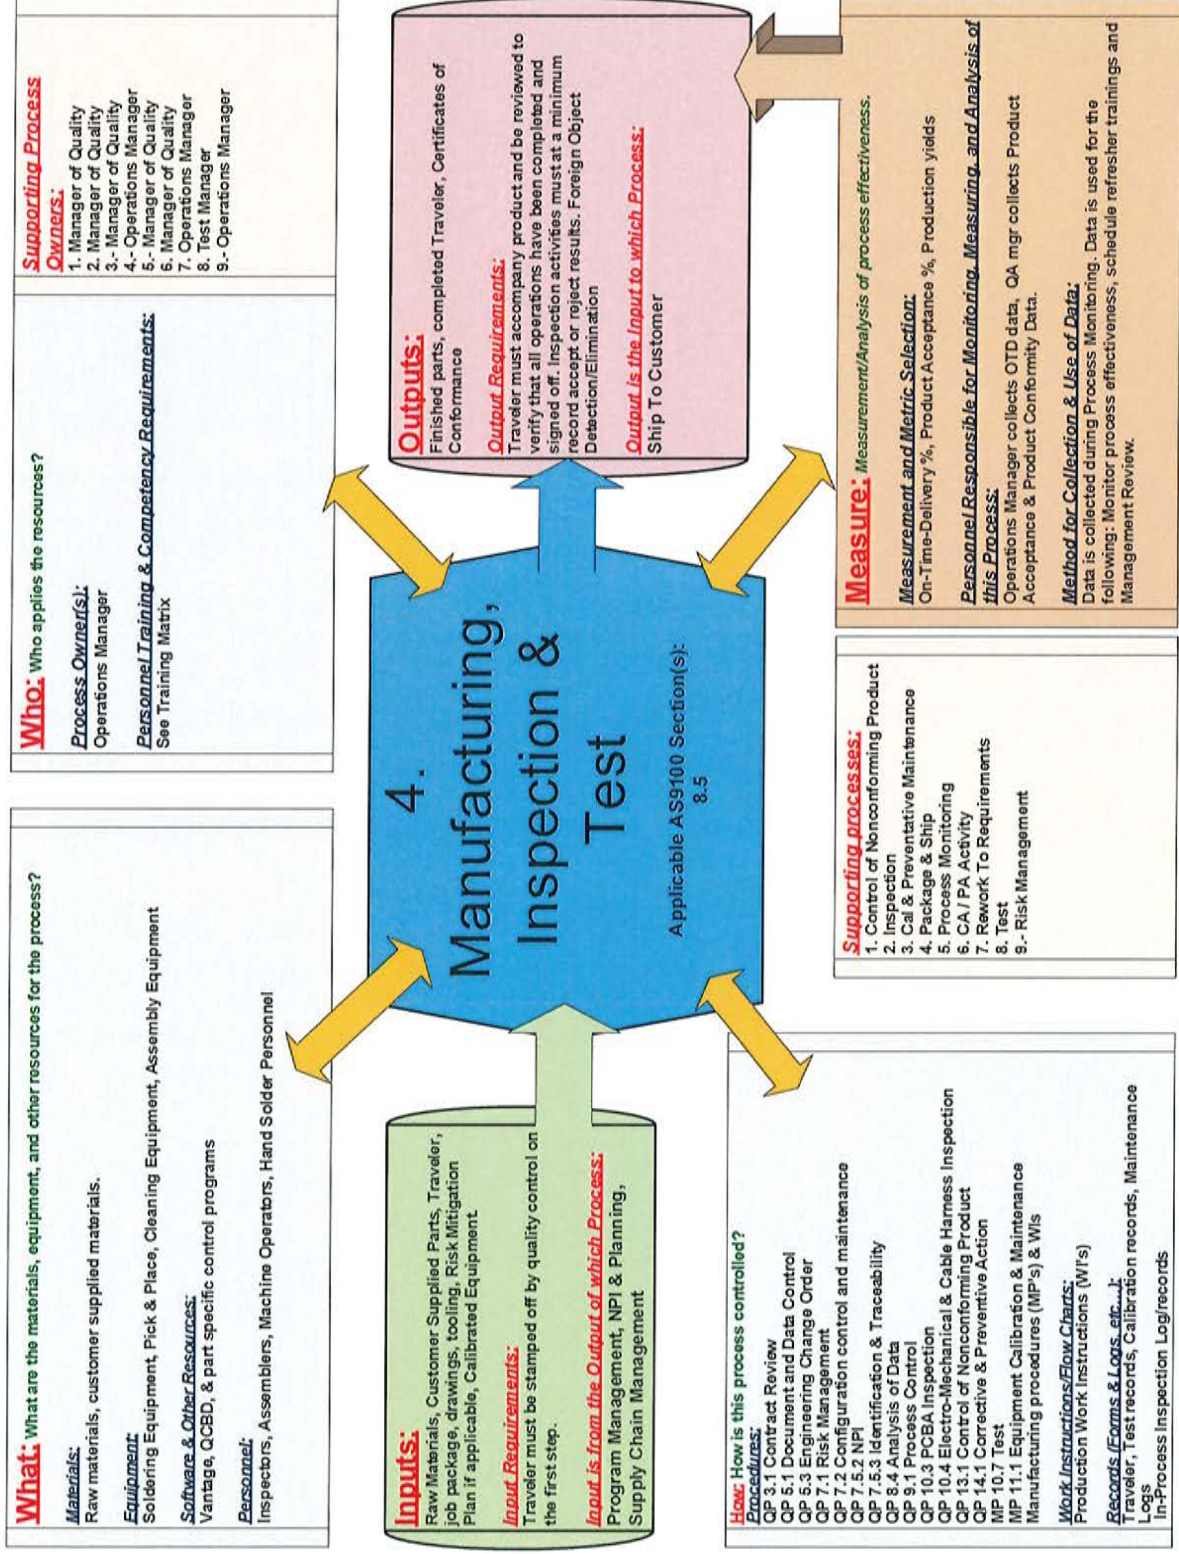 What: What are the materials, equipment, and other resources for the process?
Materials:
Raw materials, customer supplied materials.
Equipment:
Soldering Equipment, Pick & Place, Cleaning Equipment, Assembly Equipment
Software & Other Resources:
Vantage, QCBD, & part specific control programs
Personnel:
Inspectors, Assemblers, Machine Operators, Hand Solder Personnel
Who: Who applies the resources?
Process Owner(s):
Operations Manager
Personnel Training & Competency Requirements:
See Training Matrix
Supporting Process
Owners:
1. Manager of Quality
2. Manager of Quality
3.- Manager of Quality
4.- Operations Manager
5.- Manager of Quality
6. Manager of Quality
7. Operations Manager
8. Test Manager
9.- Operations Manager
Inputs:
Raw Materials, Customer Supplied Parts, Traveler,
job package, drawings, tooling, Risk Mitigation
Plan if applicable, Calibrated Equipment.
Input Requirements:
Traveler must be stamped off by quality control on
the first step.
Input is from the Output of which Process:
Program Management, NPI & Planning,
Supply Chain Management
4.
Manufacturing,
Inspection &
Test
Applicable AS9100 Section(s):
8.5
Outputs:
Finished parts, completed Traveler, Certificates of
Conformance
Output Requirements:
Traveler must accompany product and be reviewed to
verify that all operations have been completed and
signed off. Inspection activities must at a minimum
record accept or reject results. Foreign Object
Detection/Elimination
Output is the Input to which Process:
Ship To Customer
How: How is this process controlled?
Procedures:
QP 3.1 Contract Review
QP 5.1 Document and Data Control
QP 5.3 Engineering Change Order
QP 7.1 Risk Management
QP 7.2 Configuration control and maintenance
QP 7.5.2 NPI
QP 7.5.3 Identification & Traceability
QP 8.4 Analysis of Data
QP 9.1 Process Control
QP 10.3 PCBA Inspection
QP 10.4 Electro-Mechanical & Cable Harness Inspection
QP 13.1 Control of Nonconforming Product
QP 14.1 Corrective & Preventive Action
MP 10.7 Test
MP 11.1 Equipment Calibration & Maintenance
Manufacturing procedures (MP's) & WIs
Work Instructions/Flow Charts:
Production Work Instructions (WI's)
Records (Forms & Logs, etc…):
Traveler, Test records, Calibration records, Maintenance
Logs
In-Process Inspection Log/records
Supporting processes:
1. Control of Nonconforming Product
2. Inspection
3. Cal & Preventative Maintenance
4. Package & Ship
5. Process Monitoring
6. CA / PA Activity
7. Rework To Requirements
8. Test
9.- Risk Management
Measure: Measurement/Analysis of process effectiveness.
Measurement and Metric Selection:
On-Time-Delivery %, Product Acceptance %, Production yields
Personnel Responsible for Monitoring, Measuring, and Analysis of
this Process:
Operations Manager collects OTD data, QA mgr collects Product
Acceptance & Product Conformity Data.
Method for Collection & Use of Data:
Data is collected during Process Monitoring. Data is used for the
following: Monitor process effectiveness, schedule refresher trainings and
Management Review.